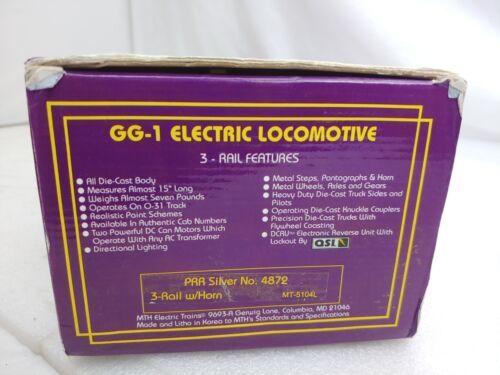 GG-1 ELECTRIC LOCOMOTIVE
3 - RAIL FEATURES
• All Die-Cast Body
• Measures Almost 15" Long
• Weighs Almost Seven Pounds
• Operates On O-31 Track
• Realistic Paint Schemes
• Available In Authentic Cab Numbers
• Two Powerful DC Can Motors Which
Operate With Any AC Transformer
• Directional Lighting
• Metal Steps, Pantographs & Horn
• Metal Wheels, Axles and Gears
• Heavy Duty Die-Cast Truck Sides and
Pilots
• Operating Die-Cast Knuckle Couplers
• Precision Die-Cast Trucks With
Flywheel Coasting
• DCRU™ Electronic Reverse Unit With
Lockout By QSI
PRR Silver No. 4872
3-Rail w/Horn MT-5104L
MTH Electric Trains® 9693-A Gerwig Lane, Columbia, MD 21046
Made and Litho in Korea to MTH's Standards and Specifications